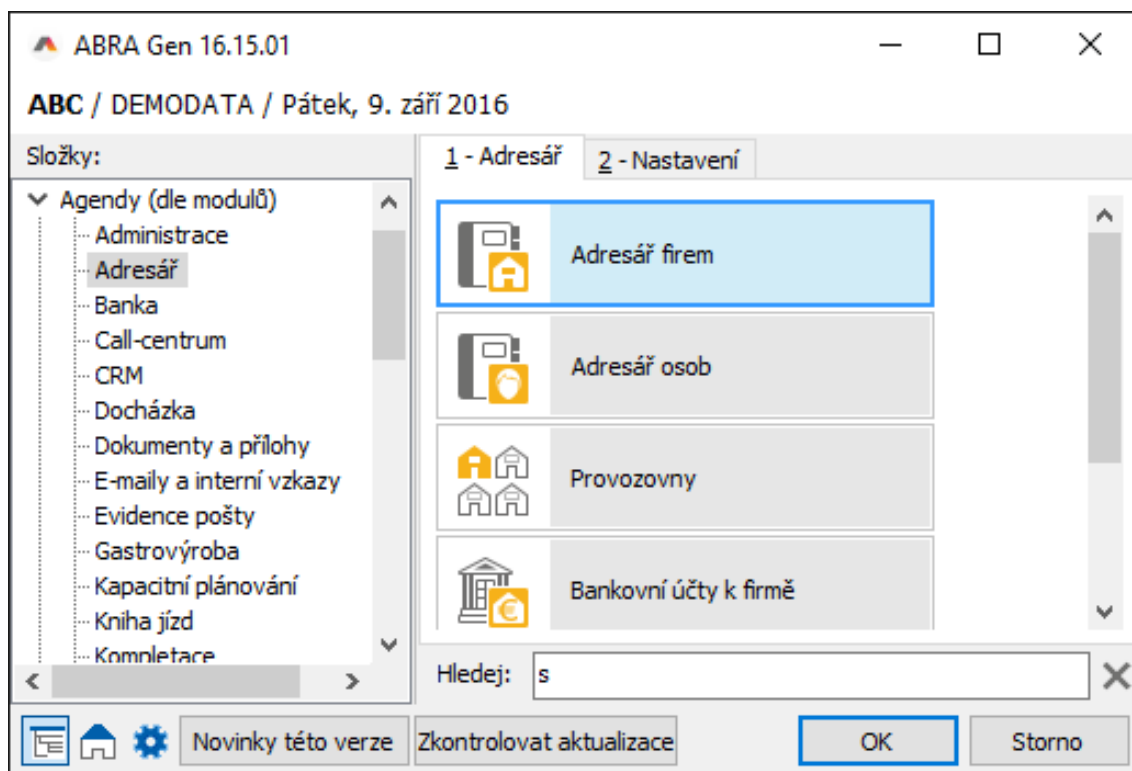 ABRA Gen 16.15.01
ABC / DEMODATA / Pátek, 9. září 2016
Složky:
Agendy (dle modulů)
Administrace
Adresář
Banka
Call-centrum
CRM
Docházka
Dokumenty a přílohy
E-maily a interní vzkazy
Evidence pošty
Gastrovýroba
Kapacitní plánování
Kniha jízd
Kompletace
1 - Adresář
2 - Nastavení
Adresář firem
Adresář osob
Provozovny
Bankovní účty k firmě
Hledej: s
Novinky této verze
Zkontrolovat aktualizace
OK
Storno